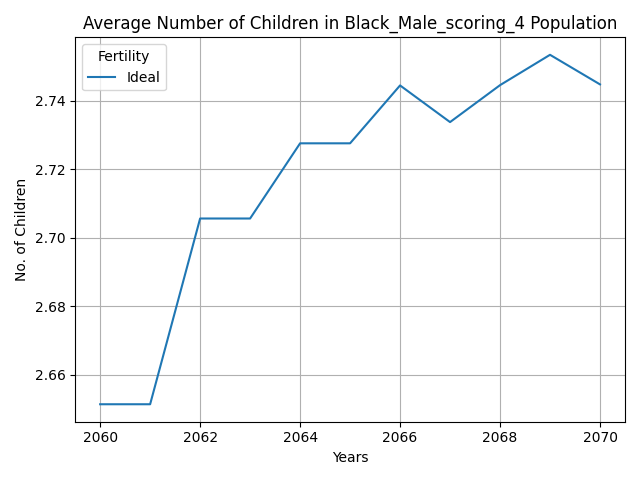 Average Number of Children in Black_Male_scoring_4 Population
Fertility
Ideal
2.74
2.72
2.70
2.68
2.66
No. of Children
2060 2062 2064 2066 2068 2070
Years